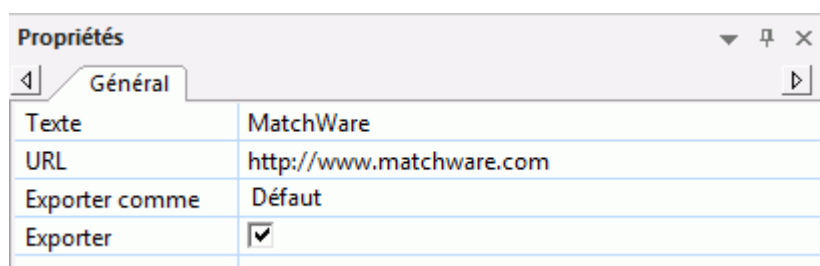 Propriétés
Général
Texte MatchWare
URL http://www.matchware.com
Exporter comme Défaut
Exporter